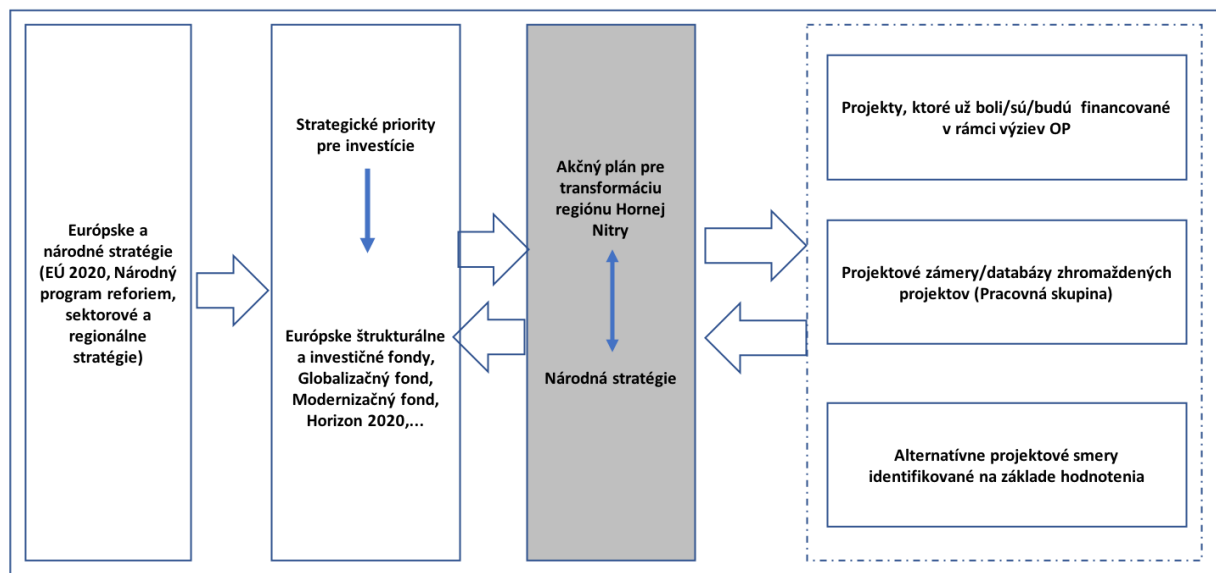 Európske a
národné stratégie
(EÚ 2020, Národný
program reforiem,
sektorové a
regionálne
stratégie)
Strategické priority
pre investície
Európske štrukturálne
a investičné fondy,
Globalizačný fond,
Modernizačný fond,
Horizon 2020,...
Akčný plán pre
transformáciu
regiónu Hornej
Nitry
Národná stratégie
Projekty, ktoré už boli/sú/budú financované
v rámci výziev OP
Projektové zámery/databázy zhromaždených
projektov (Pracovná skupina)
Alternatívne projektové smery
identifikované na základe hodnotenia